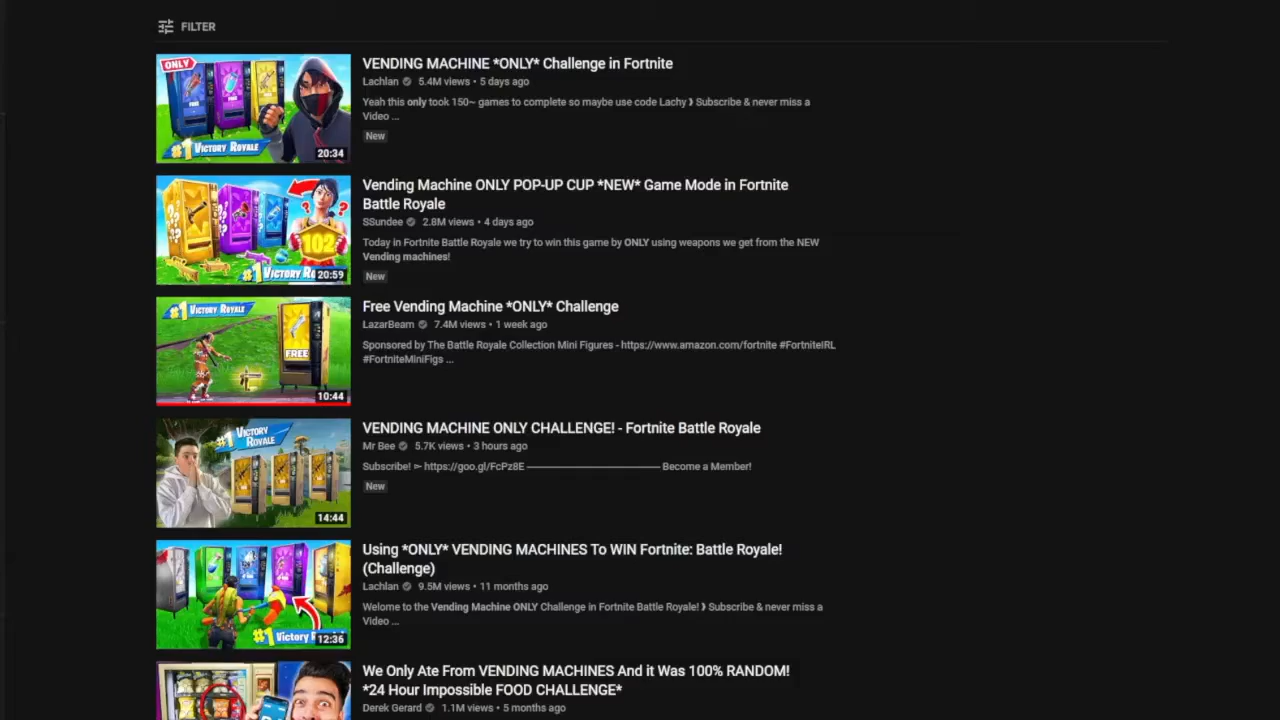 FILTER
ONLY
#1 VICTORY ROYALE
20:34
VENDING MACHINE *ONLY* Challenge in Fortnite
Lachlan 5.4M views • 5 days ago
Yeah this only took 150~ games to complete so maybe use code Lachy ❩ Subscribe & never miss a
Video ...
New
???
???
?
?
102
#1 VICTORY RO
20:59
Vending Machine ONLY POP-UP CUP *NEW* Game Mode in Fortnite
Battle Royale
SSundee 2.8M views • 4 days ago
Today in Fortnite Battle Royale we try to win this game by ONLY using weapons we get from the NEW
Vending machines!
New
#1 VICTORY ROYALE
FREE
10:44
Free Vending Machine *ONLY* Challenge
LazarBeam 7.4M views • 1 week ago
Sponsored by The Battle Royale Collection Mini Figures - https://www.amazon.com/fortnite #FortniteIRL
#FortniteMiniFigs ...
#1 VICTORY
ROYALE
14:44
VENDING MACHINE ONLY CHALLENGE! - Fortnite Battle Royale
Mr Bee 5.7K views • 3 hours ago
Subscribe! ► https://goo.gl/FcPz8E ——————————————— Become a Member!
New
#1 Victory R
12:36
Using *ONLY* VENDING MACHINES To WIN Fortnite: Battle Royale!
(Challenge)
Lachlan 9.5M views • 11 months ago
Welome to the Vending Machine ONLY Challenge in Fortnite Battle Royale! ❩ Subscribe & never miss a
Video ...
We Only Ate From VENDING MACHINES And it Was 100% RANDOM!
*24 Hour Impossible FOOD CHALLENGE*
Derek Gerard 1.1M views • 5 months ago